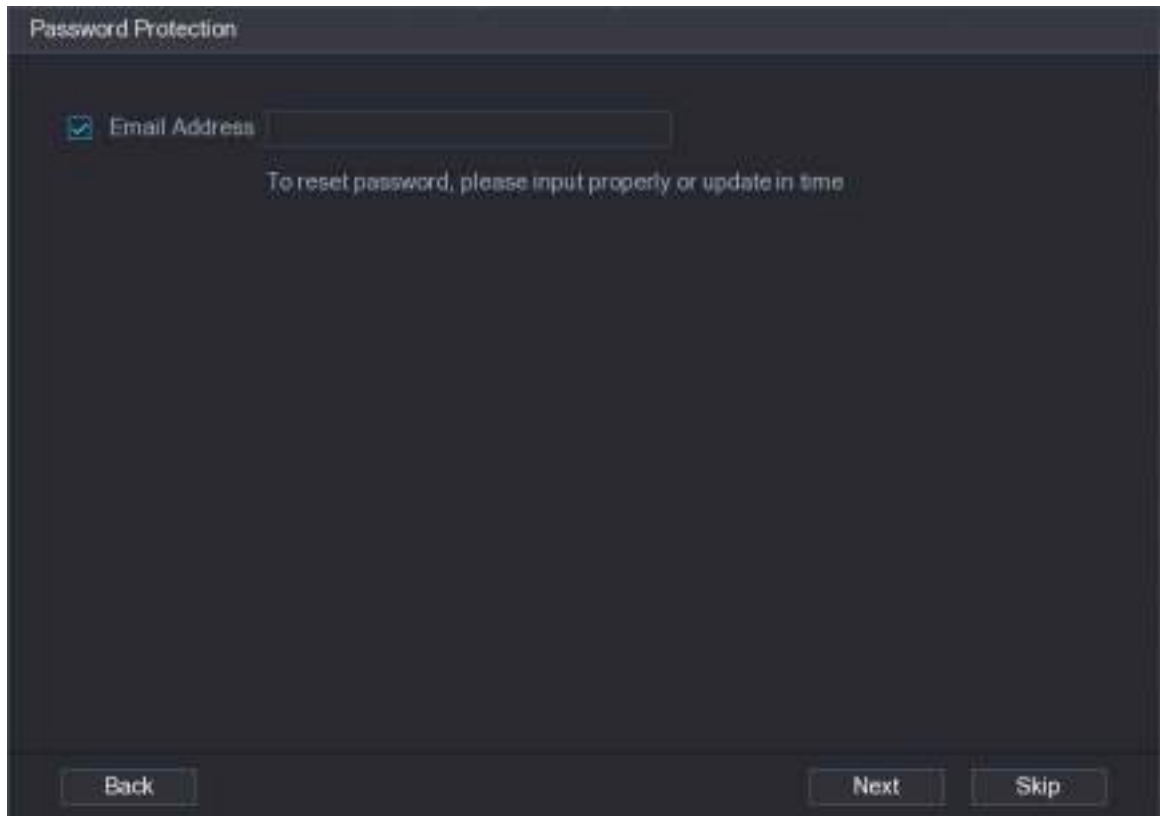 Password Protection
Email Address
To reset password, please input properly or update in time
Back Next Skip